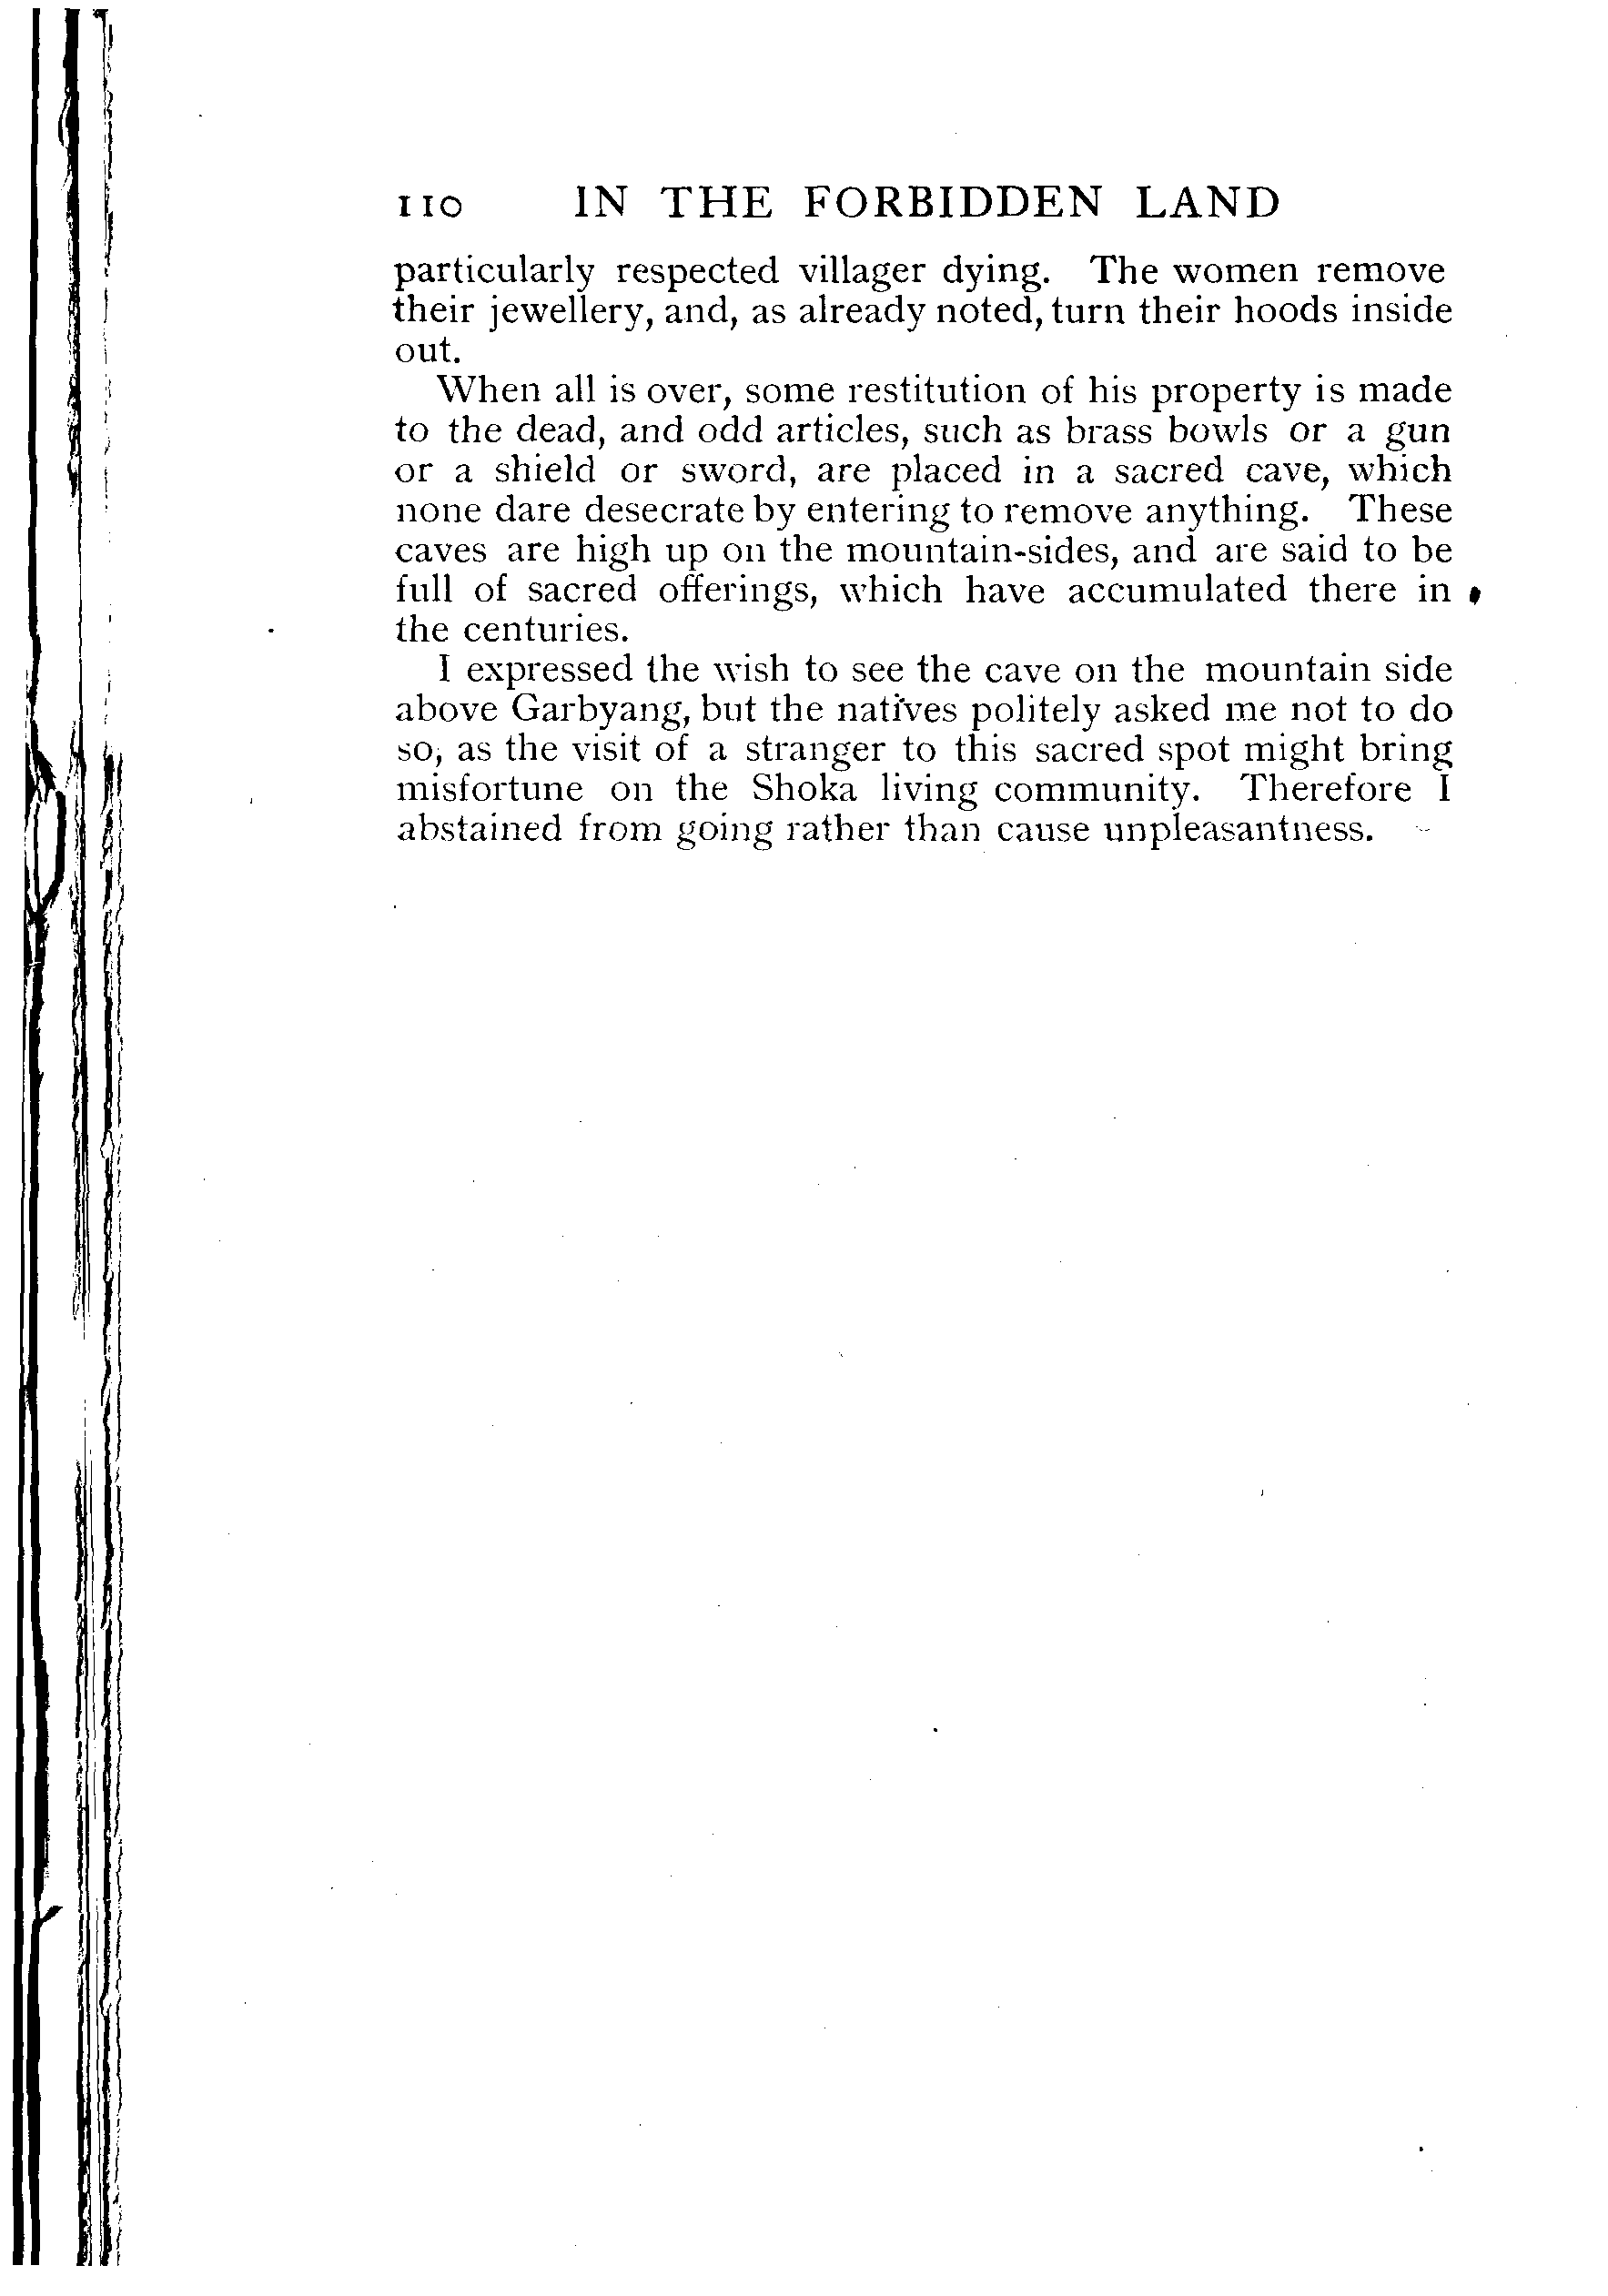 110 IN THE FORBIDDEN LAND
particularly respected villager dying. The women remove
their jewellery, and, as already noted, turn their hoods inside
out.
When all is over, some restitution of his property is made
to the dead, and odd articles, such as brass bowls or a gun
or a shield or sword, are placed in a sacred cave, which
none dare desecrate by entering to remove anything. These
caves are high up on the mountain-sides, and are said to be
full of sacred offerings, which have accumulated there in
the centuries.
I expressed the wish to see the cave on the mountain side
above Garbyang, but the natives politely asked me not to do
so, as the visit of a stranger to this sacred spot might bring
misfortune on the Shoka living community. Therefore I
abstained from going rather than cause unpleasantness.